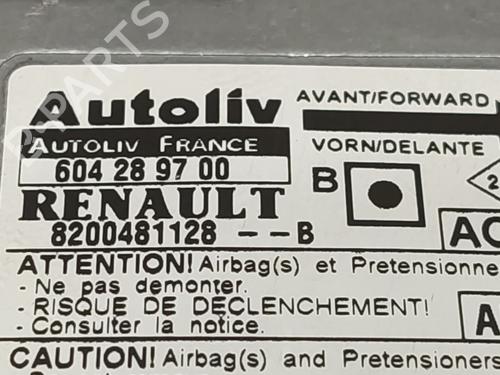 Autoliv
AUTOLIV FRANCE
604 28 97 00
RENAULT
8200481128 - - B
AVANT/FORWARD
VORN/DELANTE
B
2
ATTENTION! Airbag(s) et Pretensionne
- Ne pas demonter.
- RISQUE DE DECLENCHEMENT!
- Consulter la notice.
CAUTION! Airbag(s) and Pretensioners